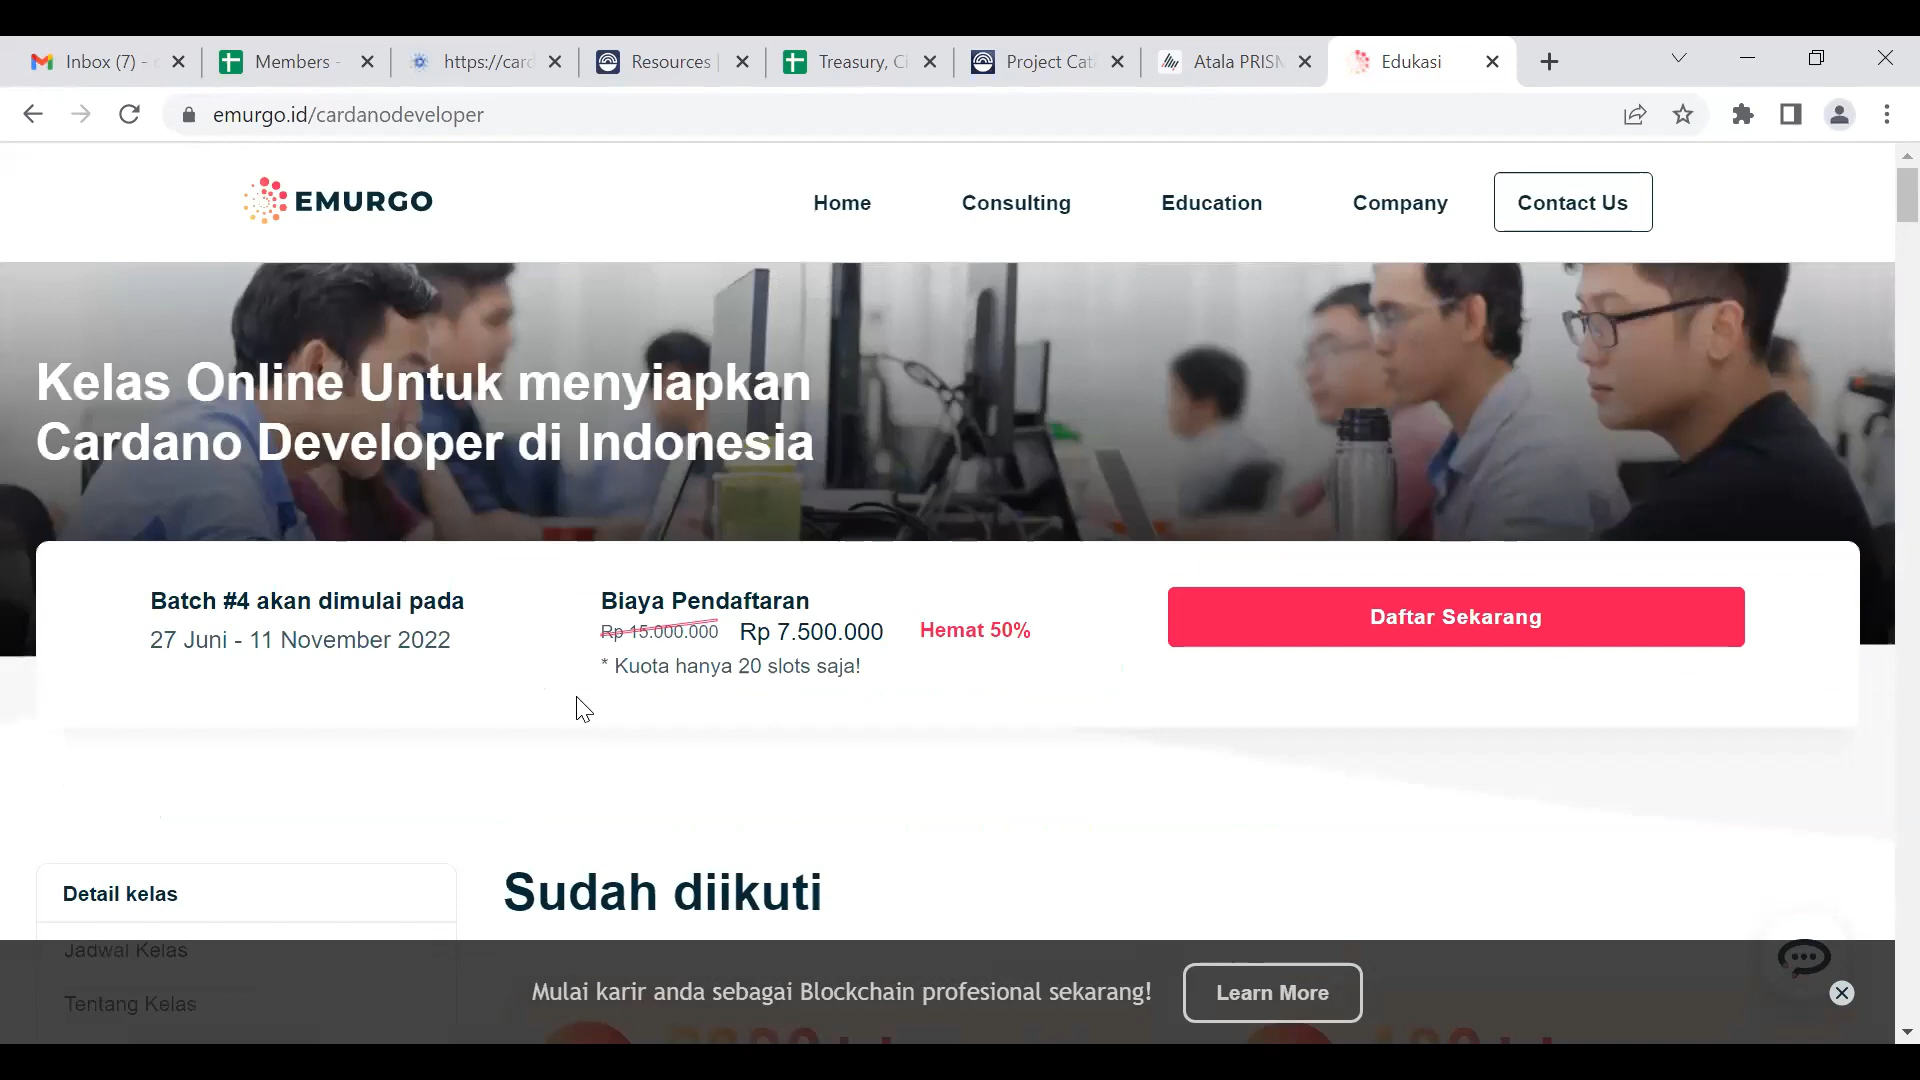 Inbox (7) -
Members -
https://card
Resources |
Treasury, Ci
Project Cat
Atala PRISM
Edukasi
emurgo.id/cardanodeveloper
EMURGO
Home
Consulting
Education
Company
Contact Us
Kelas Online Untuk menyiapkan
Cardano Developer di Indonesia
Batch #4 akan dimulai pada
27 Juni - 11 November 2022
Biaya Pendaftaran
Rp 15.000.000 Rp 7.500.000 Hemat 50%
* Kuota hanya 20 slots saja!
Daftar Sekarang
Detail kelas
Jadwal Kelas
Tentang Kelas
Sudah diikuti
Mulai karir anda sebagai Blockchain profesional sekarang!
Learn More